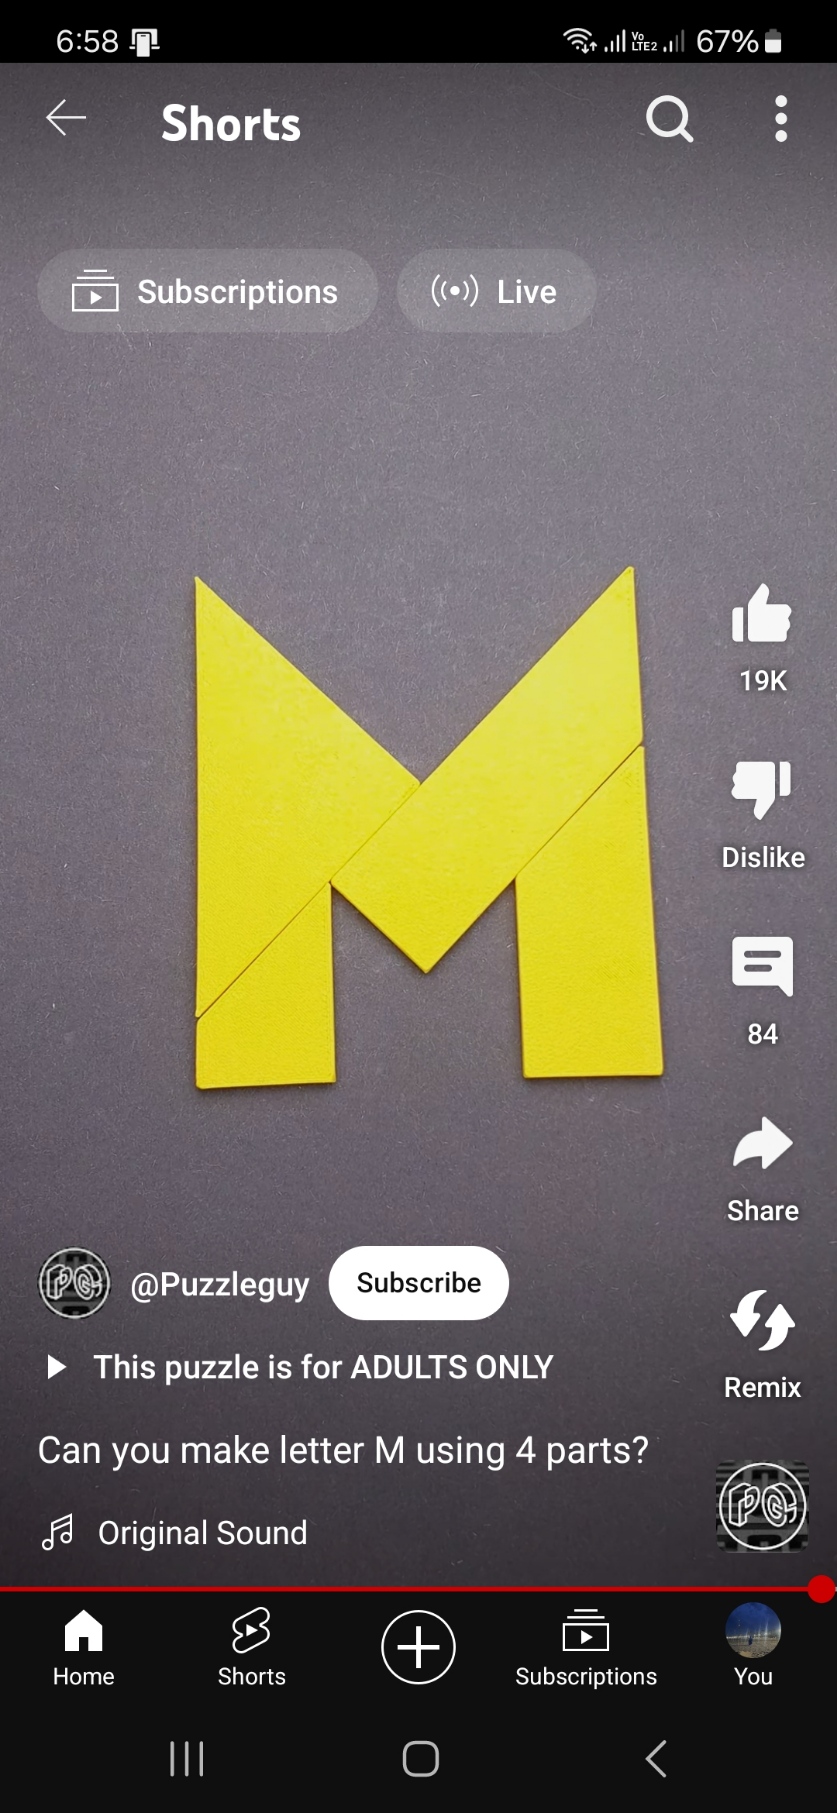 6:58 Vo LTE2 67%
Shorts
Subscriptions Live
19K
Dislike
84
Share
@Puzzleguy Subscribe
This puzzle is for ADULTS ONLY
Remix
Can you make letter M using 4 parts?
PG
Original Sound
Home Shorts Subscriptions You